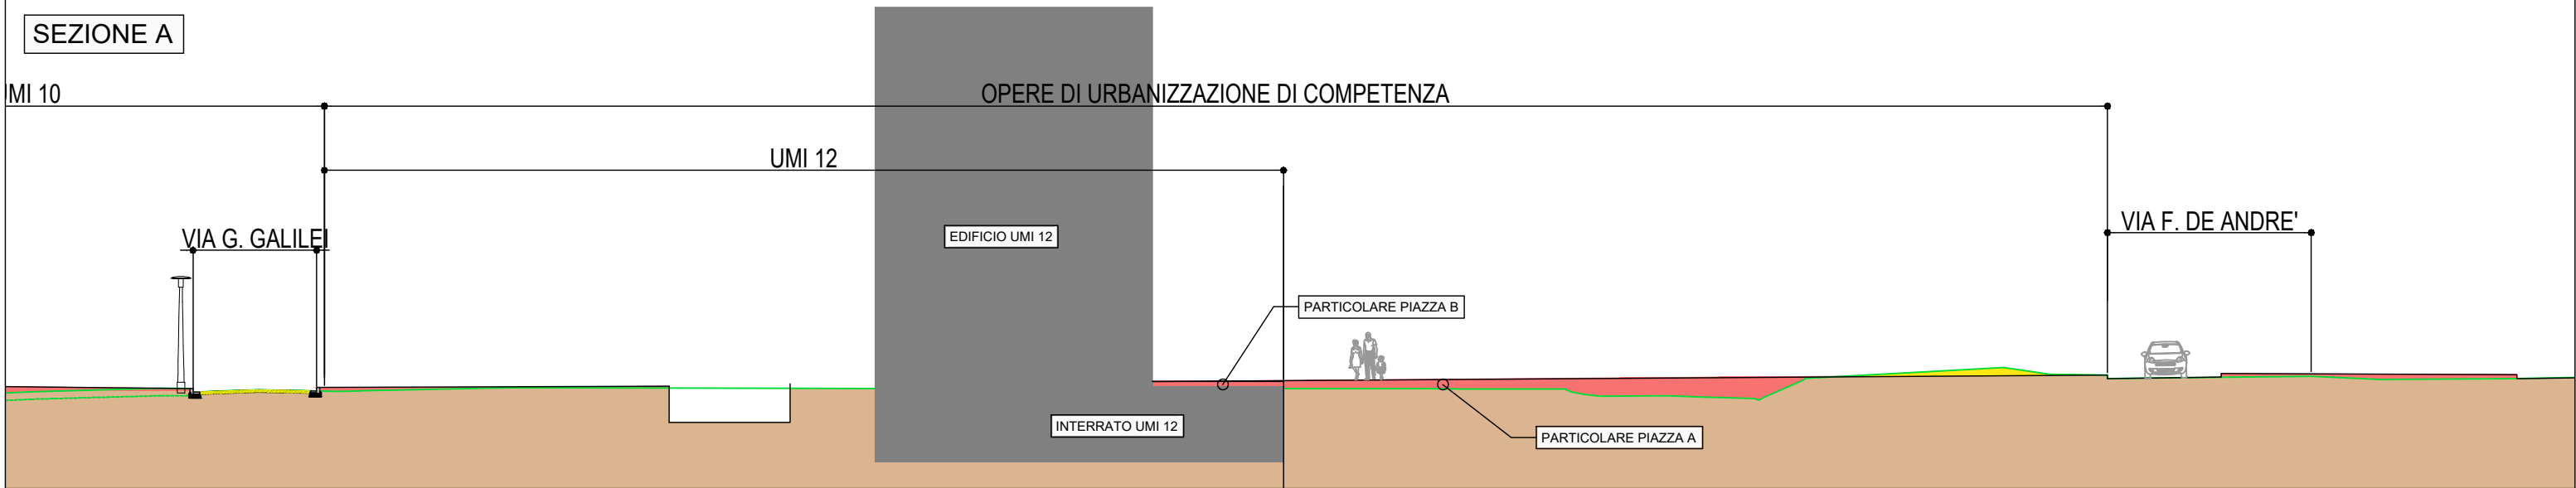 SEZIONE A
UMI 10
OPERE DI URBANIZZAZIONE DI COMPETENZA
UMI 12
VIA G. GALILEI
VIA F. DE ANDRE'
EDIFICIO UMI 12
PARTICOLARE PIAZZA B
INTERRATO UMI 12
PARTICOLARE PIAZZA A